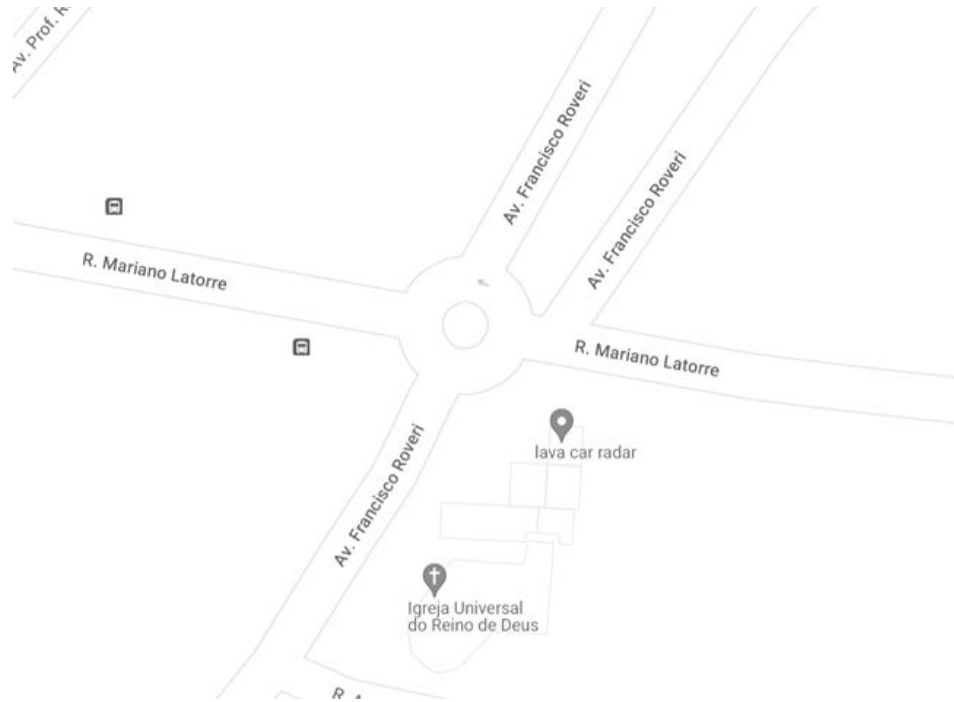 Av. Prof.
Av. Francisco Roveri
Av. Francisco Roveri
R. Mariano Latorre
R. Mariano Latorre
lava car radar
Av. Francisco Roveri
Igreja Universal
do Reino de Deus
R.